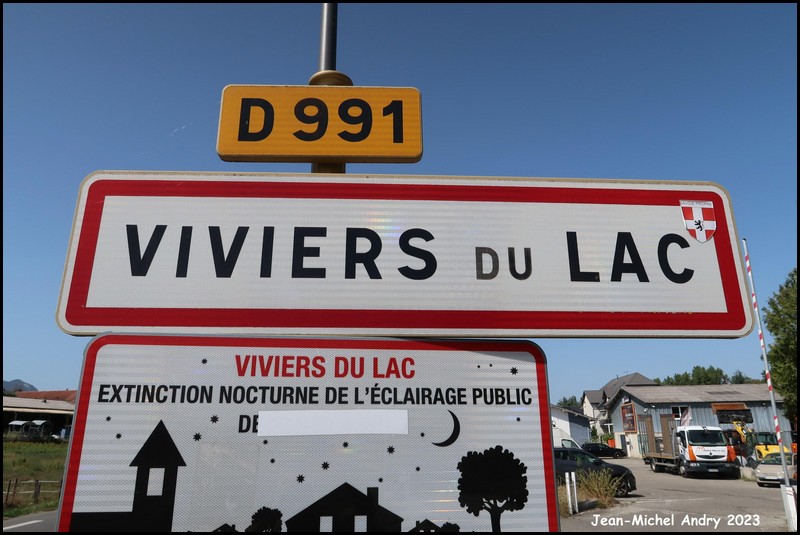 D 991
VIVIERS DU LAC
VIVIERS DU LAC
EXTINCTION NOCTURNE DE L'ÉCLAIRAGE PUBLIC
DE
Jean-Michel Andry 2023